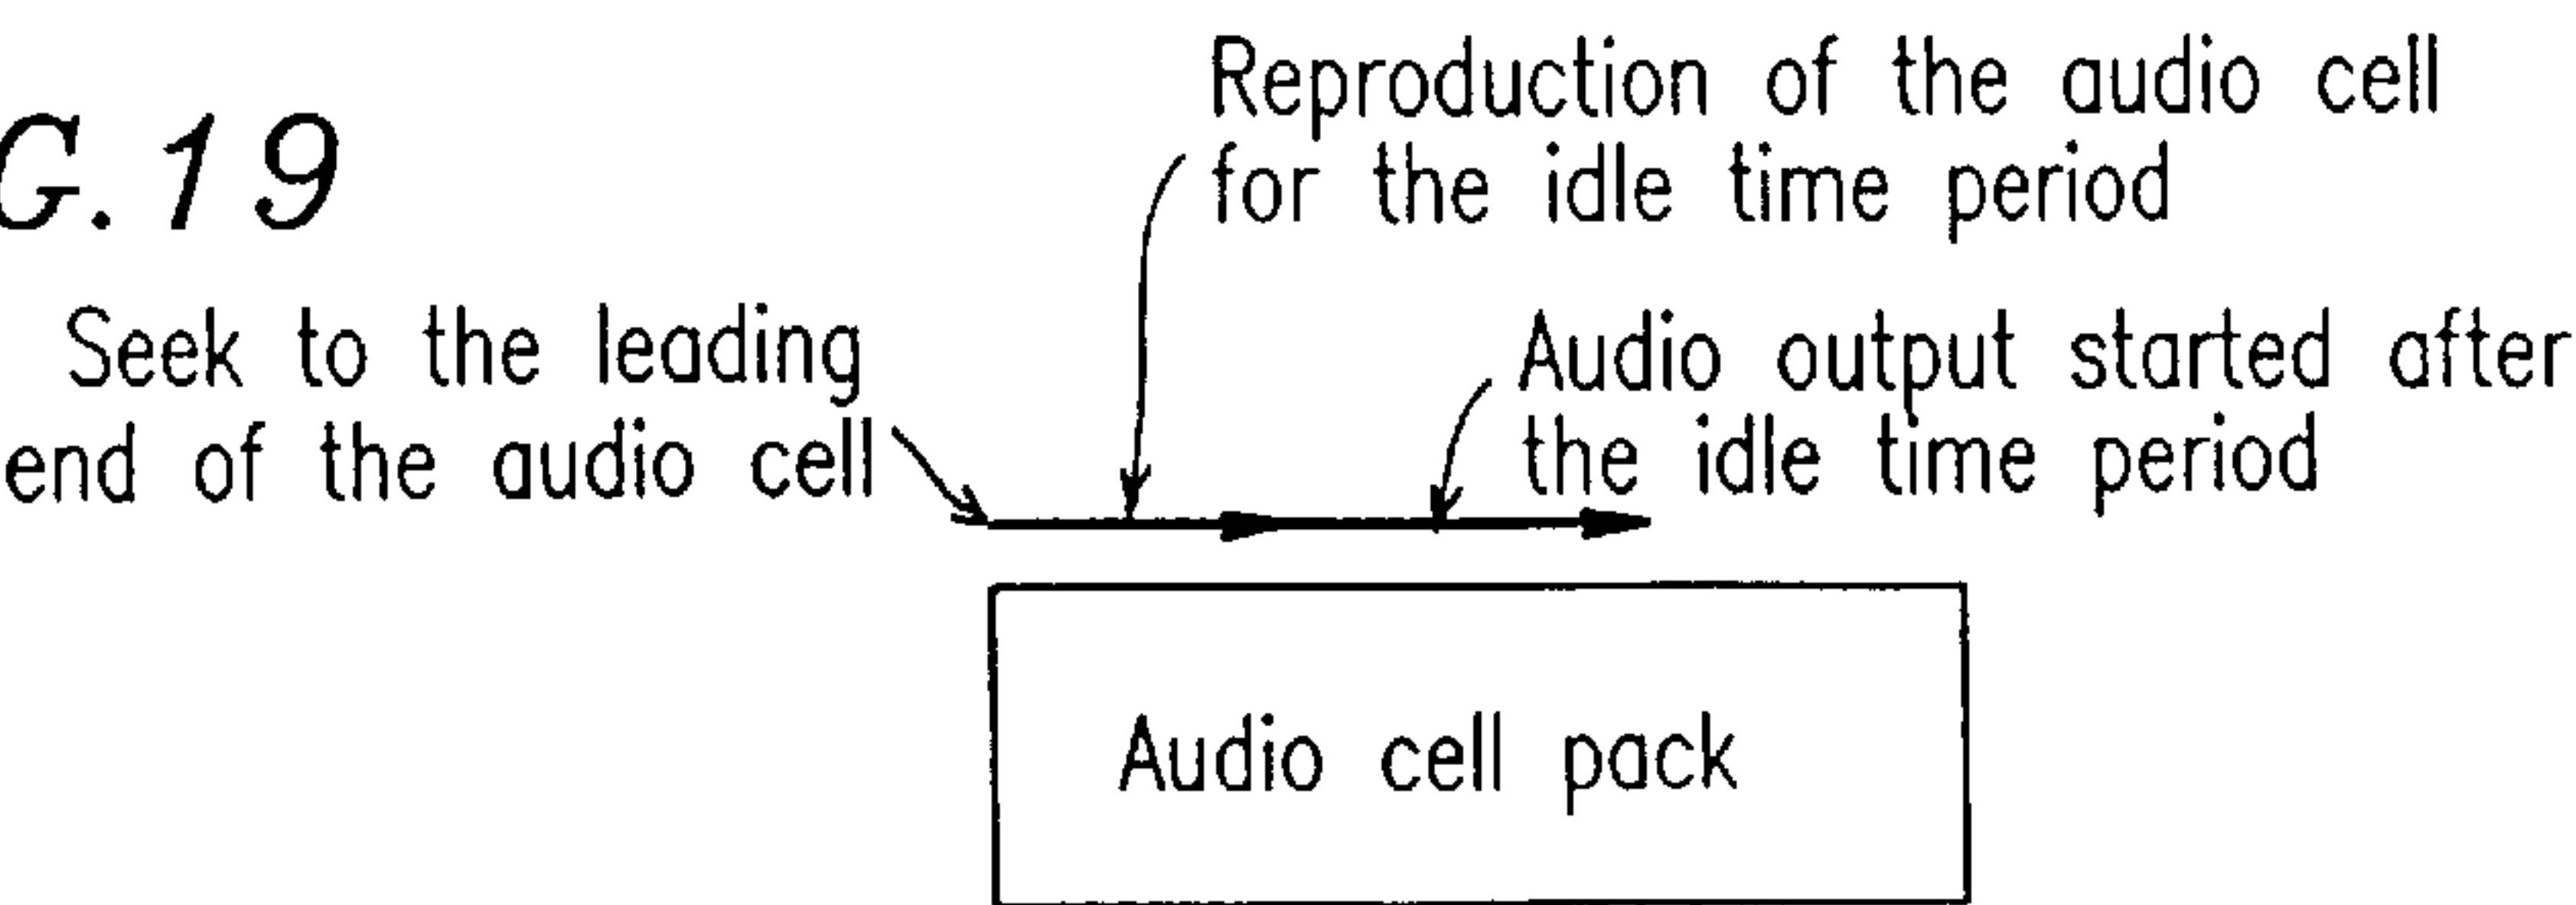 G.19
Reproduction of the audio cell
for the idle time period
Seek to the leading
end of the audio cell
Audio output started after
the idle time period
Audio cell pack